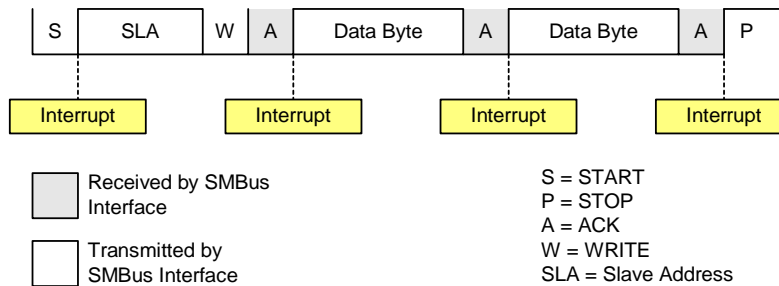 S SLA W A Data Byte A Data Byte A P
Interrupt Interrupt Interrupt Interrupt
Received by SMBus
Interface
Transmitted by
SMBus Interface
S = START
P = STOP
A = ACK
W = WRITE
SLA = Slave Address